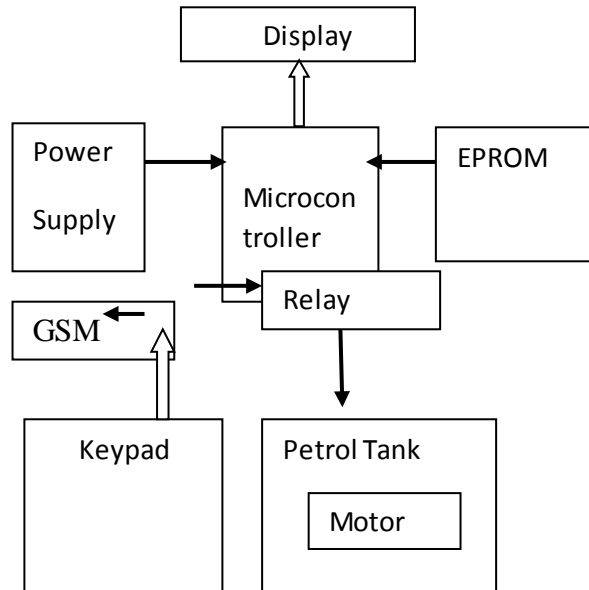 Display
Power
Supply
Microcon
troller
EPROM
Relay
GSM
Keypad
Petrol Tank
Motor